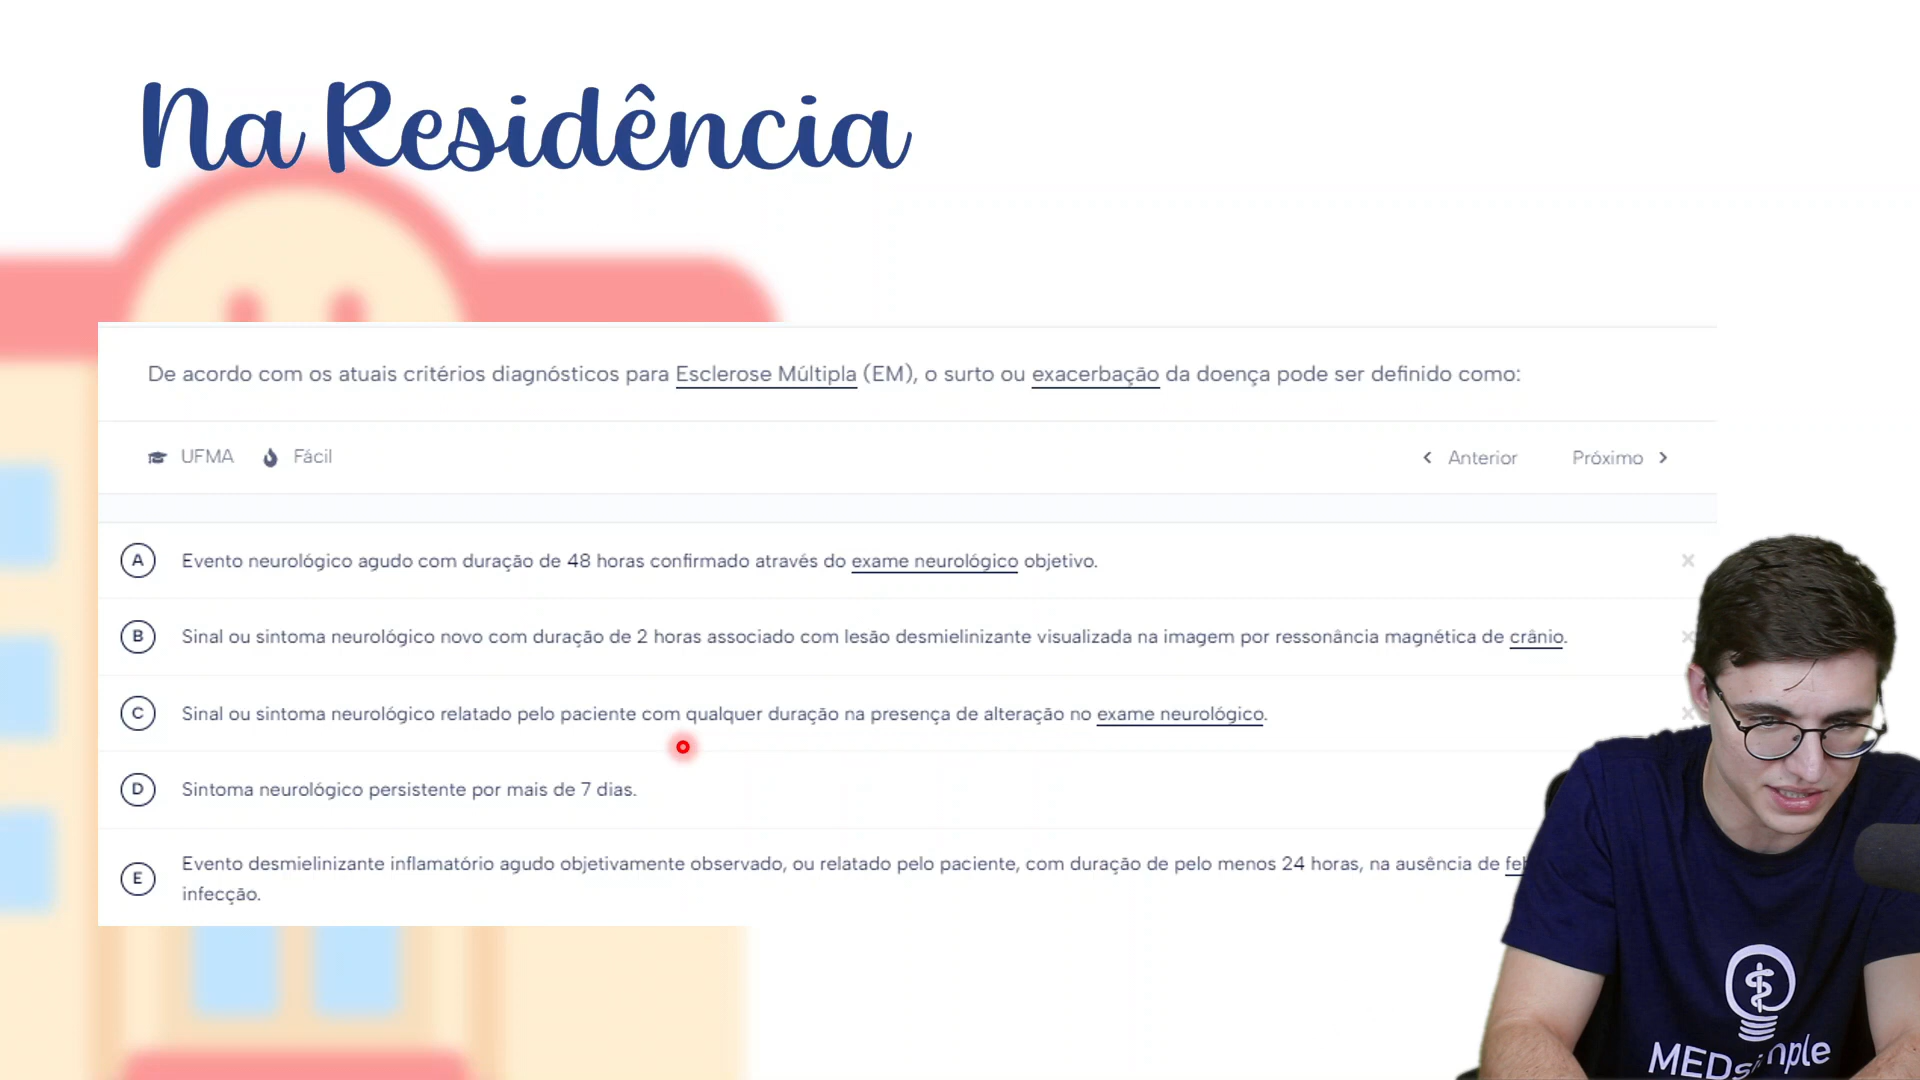 Na Residência
De acordo com os atuais critérios diagnósticos para Esclerose Múltipla (EM), o surto ou exacerbação da doença pode ser definido como:
UFMA Fácil
Anterior Próximo
A Evento neurológico agudo com duração de 48 horas confirmado através do exame neurológico objetivo.
B Sinal ou sintoma neurológico novo com duração de 2 horas associado com lesão desmielinizante visualizada na imagem por ressonância magnética de crânio.
C Sinal ou sintoma neurológico relatado pelo paciente com qualquer duração na presença de alteração no exame neurológico.
D Sintoma neurológico persistente por mais de 7 dias.
E Evento desmielinizante inflamatório agudo objetivamente observado, ou relatado pelo paciente, com duração de pelo menos 24 horas, na ausência de
infecção.